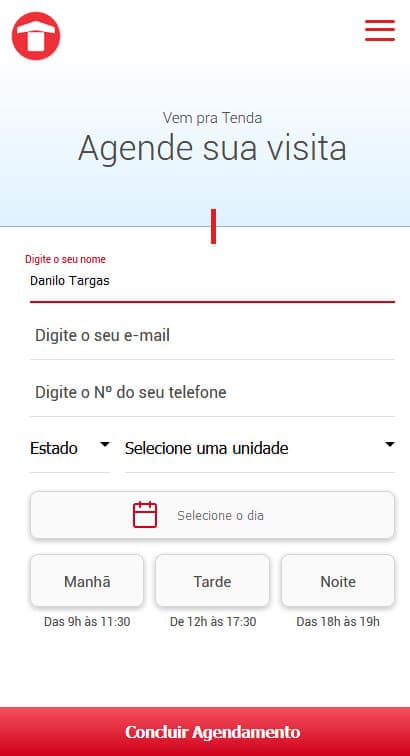 Vem pra Tenda
Agende sua visita
Digite o seu nome
Danilo Targas
Digite o seu e-mail
Digite o Nº do seu telefone
Estado Selecione uma unidade
Selecione o dia
Manhã Tarde Noite
Das 9h às 11:30 De 12h às 17:30 Das 18h às 19h
Concluir Agendamento